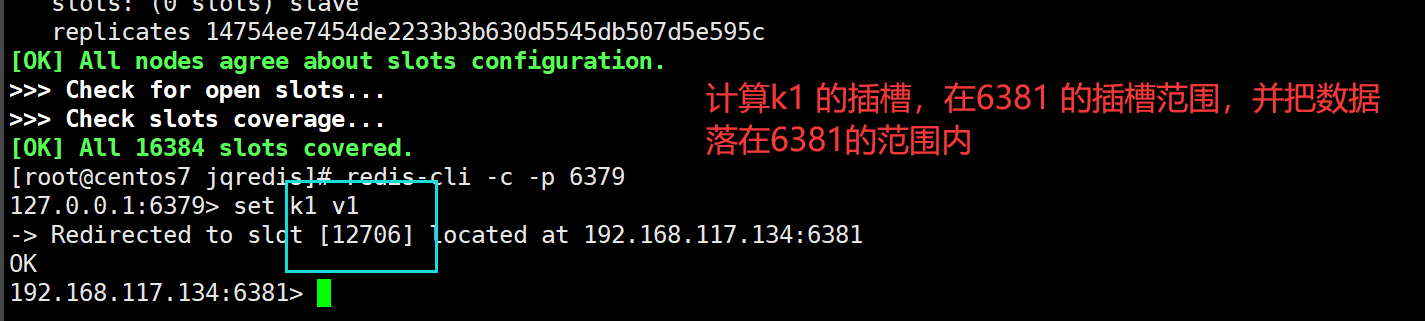 slots: (0 slots) slave
replicates 14754ee7454de2233b3b630d5545db507d5e595c
[OK] All nodes agree about slots configuration.
>>> Check for open slots...
>>> Check slots coverage...
[OK] All 16384 slots covered.
[root@centos7 jqredis]# redis-cli -c -p 6379
127.0.0.1:6379> set k1 v1
-> Redirected to slot [12706] located at 192.168.117.134:6381
OK
192.168.117.134:6381>
计算k1 的插槽，在6381 的插槽范围，并把数据
落在6381的范围内